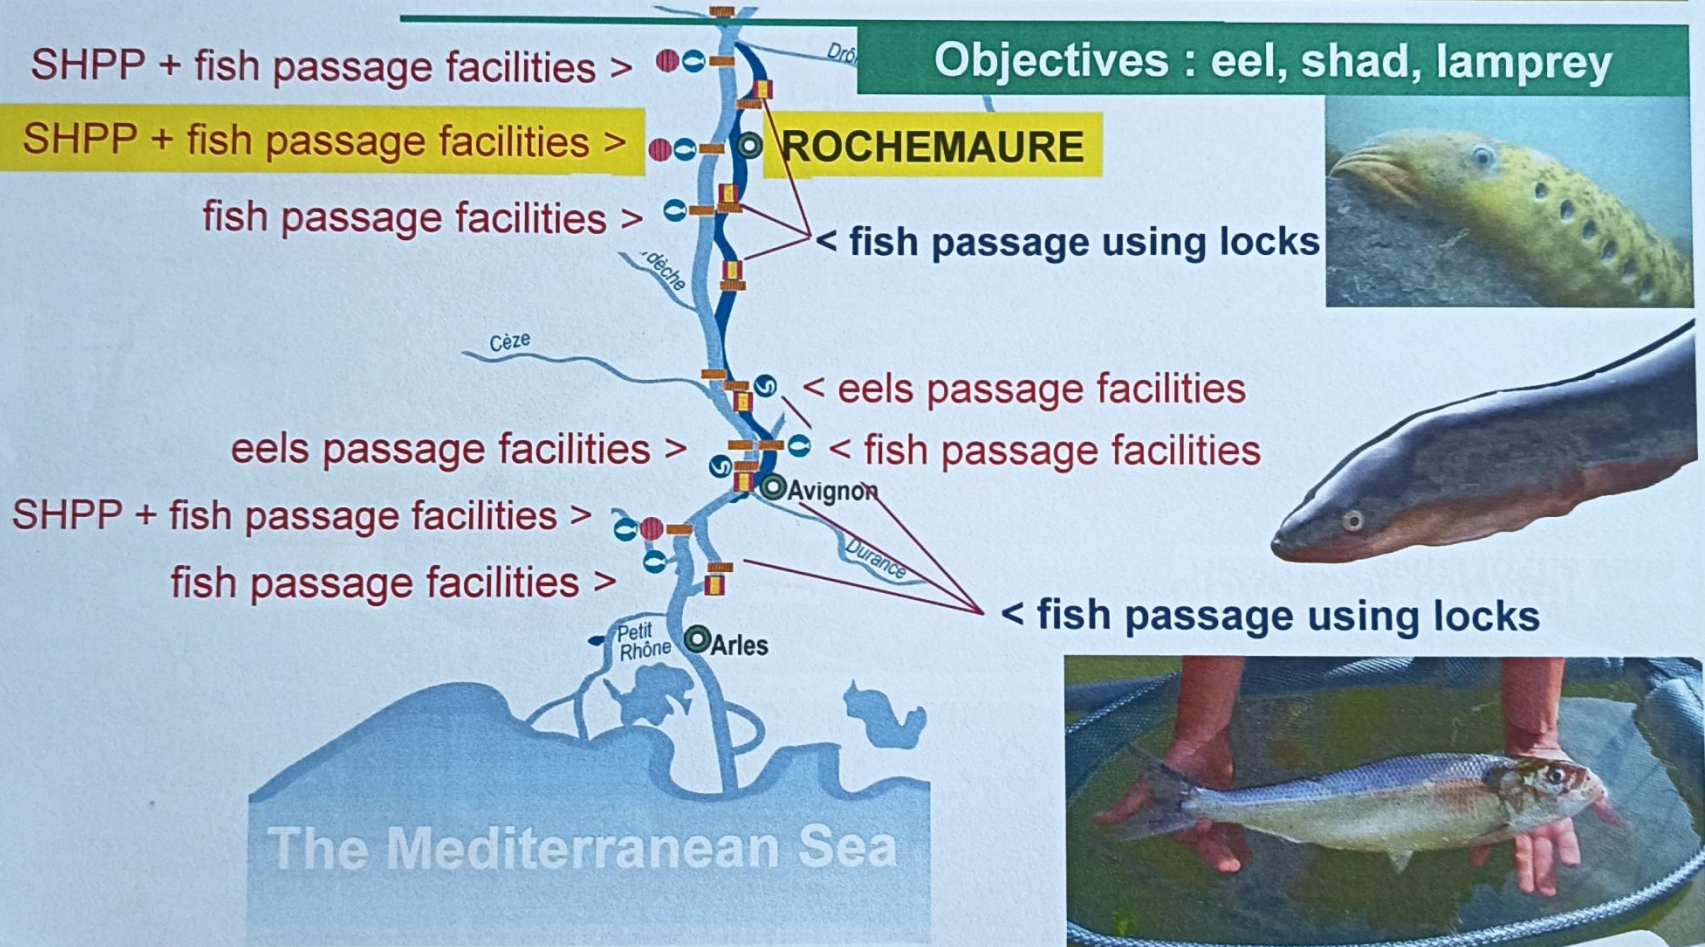 Objectives : eel, shad, lamprey
SHPP + fish passage facilities >
SHPP + fish passage facilities >
ROCHEMAURE
fish passage facilities >
< fish passage using locks
Cèze
< eels passage facilities
eels passage facilities >
< fish passage facilities
Avignon
SHPP + fish passage facilities >
Durance
fish passage facilities >
< fish passage using locks
Petit
Rhône
Arles
The Mediterranean Sea